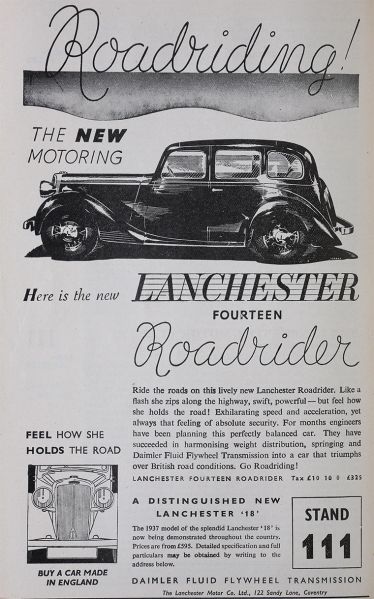 Roadriding!
THE NEW
MOTORING
Here is the new LANCHESTER
FOURTEEN
Roadrider
Ride the roads on this lively new Lanchester Roadrider. Like a
flash she zips along the highway, swift, powerful — but feel how
she holds the road! Exhilarating speed and acceleration, yet
always that feeling of absolute security. For months engineers
have been planning this perfectly balanced car. They have
succeeded in harmonising weight distribution, springing and
Daimler Fluid Flywheel Transmission into a car that triumphs
over British road conditions. Go Roadriding!
LANCHESTER FOURTEEN ROADRIDER Tax £10 10 0 £325
FEEL HOW SHE
HOLDS THE ROAD
BUY A CAR MADE
IN ENGLAND
A DISTINGUISHED NEW
LANCHESTER '18'
The 1937 model of the splendid Lanchester '18' is
now being demonstrated throughout the country.
Prices are from £595. Detailed specification and full
particulars may be obtained by writing to the
address below.
STAND
111
DAIMLER FLUID FLYWHEEL TRANSMISSION
The Lanchester Motor Co. Ltd., 122 Sandy Lane, Coventry